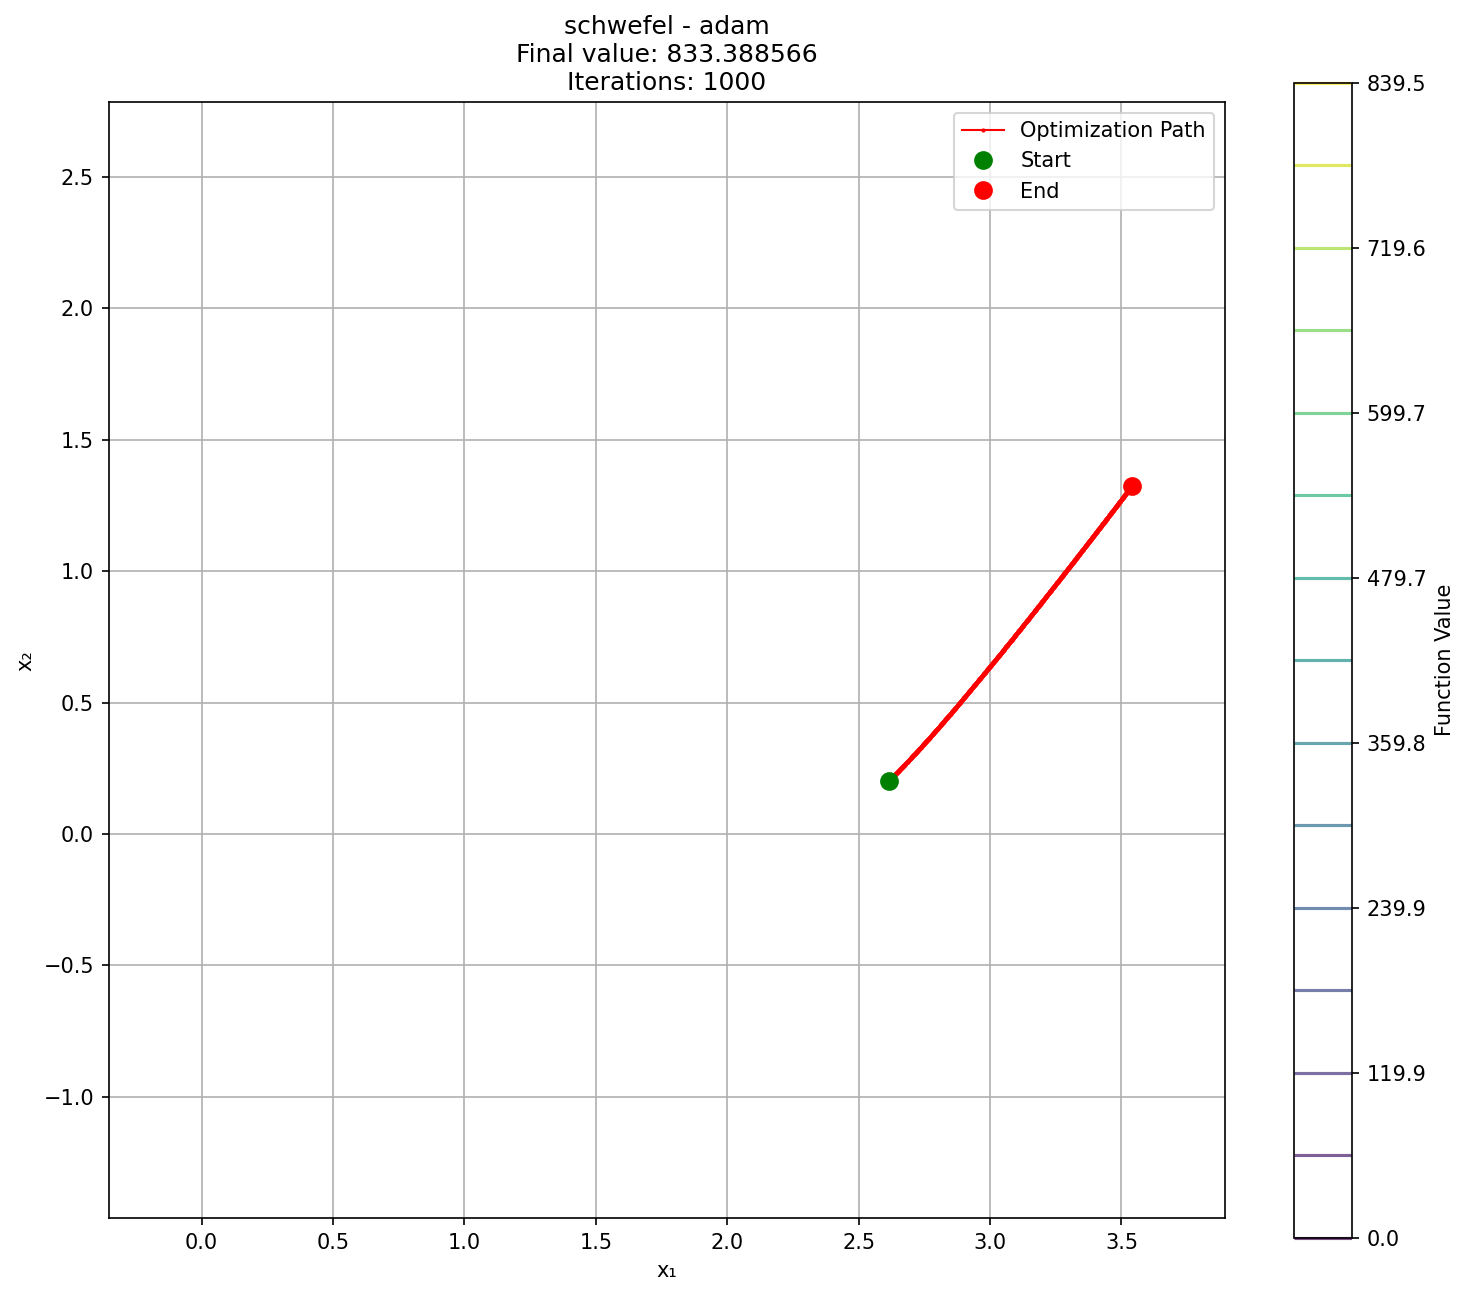 schwefel - adam
Final value: 833.388566
Iterations: 1000
Optimization Path
Start
End
2.5
2.0
1.5
1.0
0.5
0.0
−0.5
−1.0
x₂
0.0
0.5
1.0
1.5
2.0
2.5
3.0
3.5
x₁
839.5
719.6
599.7
479.7
359.8
239.9
119.9
0.0
Function Value